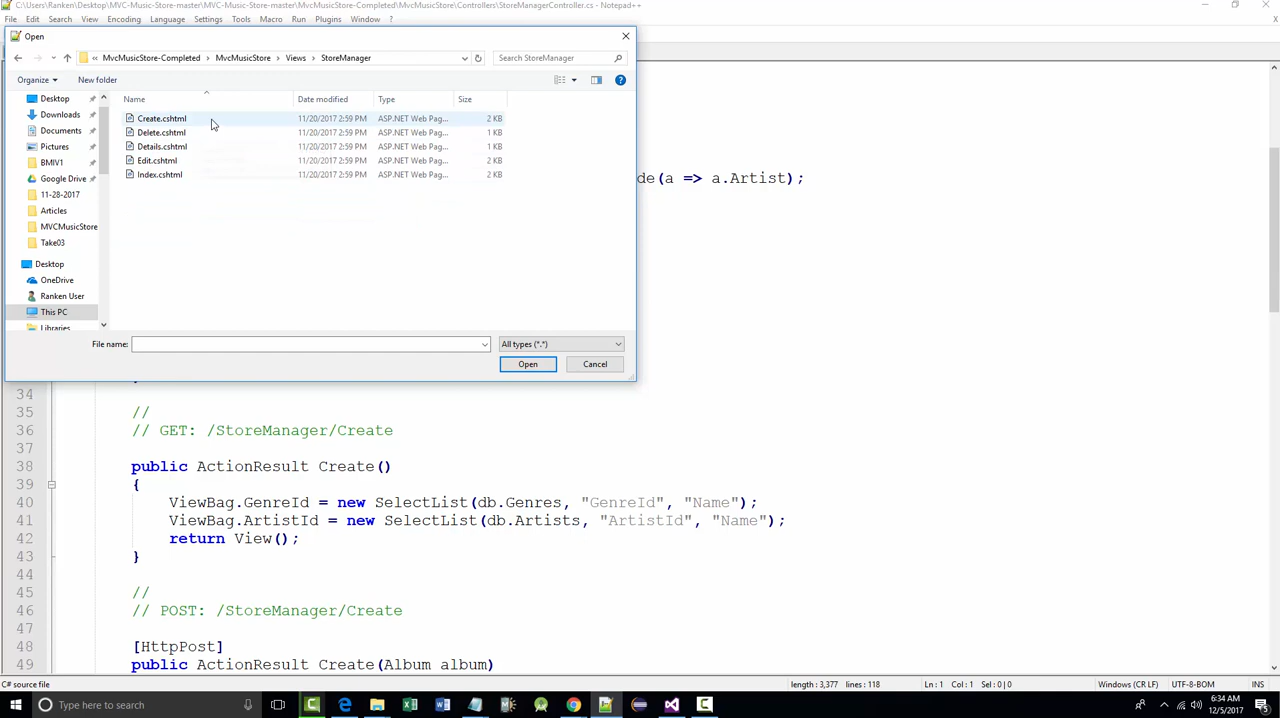 C:\Users\Ranken\Desktop\MVC-Music-Store-master\MVC-Music-Store-master\MvcMusicStore-Completed\MvcMusicStore\Controllers\StoreManagerController.cs - Notepad++
File Edit Search View Encoding Language Settings Tools Macro Run Plugins Window ?
Open
« MvcMusicStore-Completed › MvcMusicStore › Views › StoreManager
Search StoreManager
Organize
New folder
Name Date modified Type Size
Desktop
Downloads
Documents
Pictures
BMIV1
Google Drive
11-28-2017
Articles
MVCMusicStore
Take03
Desktop
OneDrive
Ranken User
This PC
Libraries
Create.cshtml 11/20/2017 2:59 PM ASP.NET Web Pag... 2 KB
Delete.cshtml 11/20/2017 2:59 PM ASP.NET Web Pag... 1 KB
Details.cshtml 11/20/2017 2:59 PM ASP.NET Web Pag... 1 KB
Edit.cshtml 11/20/2017 2:59 PM ASP.NET Web Pag... 2 KB
Index.cshtml 11/20/2017 2:59 PM ASP.NET Web Pag... 2 KB
de(a => a.Artist);
File name:
All types (*.*)
Open Cancel
34
35 //
36 // GET: /StoreManager/Create
37
38 public ActionResult Create()
39 {
40 ViewBag.GenreId = new SelectList(db.Genres, "GenreId", "Name");
41 ViewBag.ArtistId = new SelectList(db.Artists, "ArtistId", "Name");
42 return View();
43 }
44
45 //
46 // POST: /StoreManager/Create
47
48 [HttpPost]
49 public ActionResult Create(Album album)
C# source file length : 3,377 lines : 118 Ln : 1 Col : 1 Sel : 0 | 0 Windows (CR LF) UTF-8-BOM INS
Type here to search
6:34 AM
12/5/2017